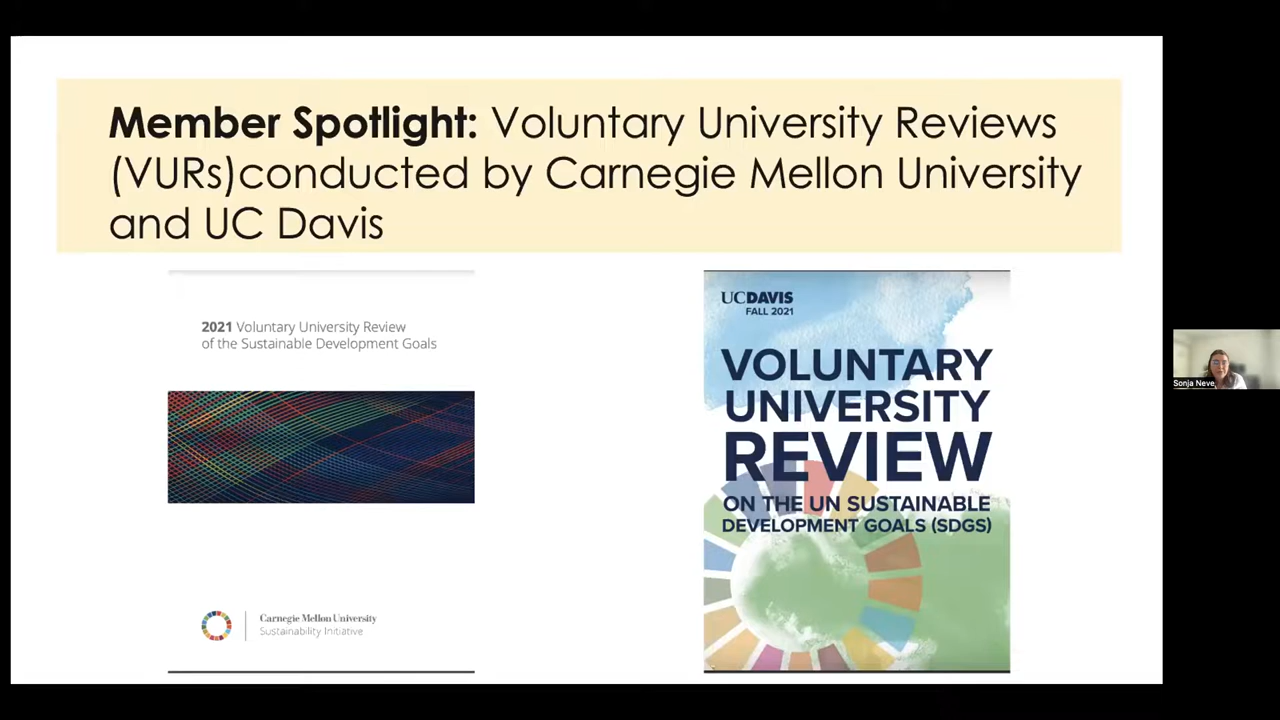 Member Spotlight: Voluntary University Reviews
(VURs)conducted by Carnegie Mellon University
and UC Davis
2021 Voluntary University Review
of the Sustainable Development Goals
Carnegie Mellon University
Sustainability Initiative
UCDAVIS
FALL 2021
VOLUNTARY
UNIVERSITY
REVIEW
ON THE UN SUSTAINABLE
DEVELOPMENT GOALS (SDGS)
Sonja Neve